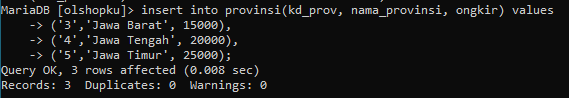 MariaDB [olshopku]> insert into provinsi(kd_prov, nama_provinsi, ongkir) values
    -> ('3','Jawa Barat', 15000),
    -> ('4','Jawa Tengah', 20000),
    -> ('5','Jawa Timur', 25000);
Query OK, 3 rows affected (0.008 sec)
Records: 3  Duplicates: 0  Warnings: 0